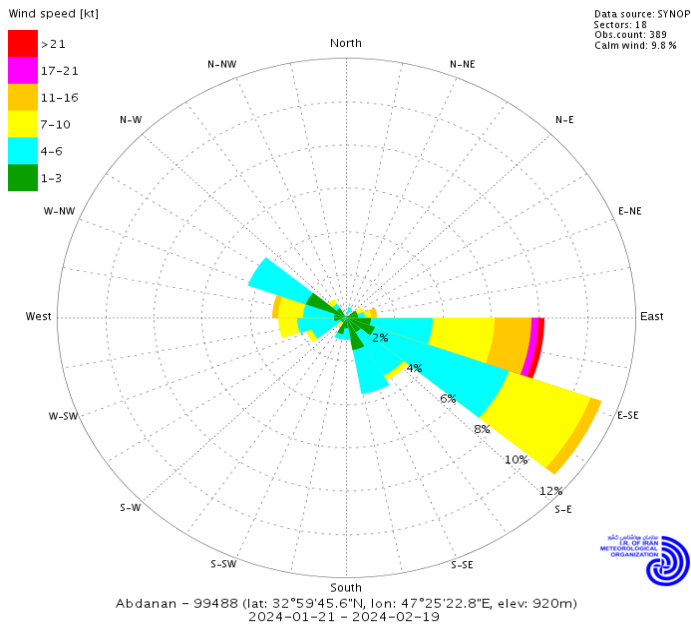 Wind speed [kt]
>21
17-21
11-16
7-10
4-6
1-3
Data source: SYNOP
Sectors: 18
Obs.count: 389
Calm wind: 9.8%
North
N-NE
N-E
E-NE
East
E-SE
S-E
S-SE
South
S-SW
S-W
W-SW
West
W-NW
N-W
N-NW
2%
4%
6%
8%
10%
12%
سازمان هواشناسی کشور
I.R. OF IRAN
METEOROLOGICAL
ORGANIZATION
Abdanan - 99488 (lat: 32°59'45.6"N, lon: 47°25'22.8"E, elev: 920m)
2024-01-21 - 2024-02-19